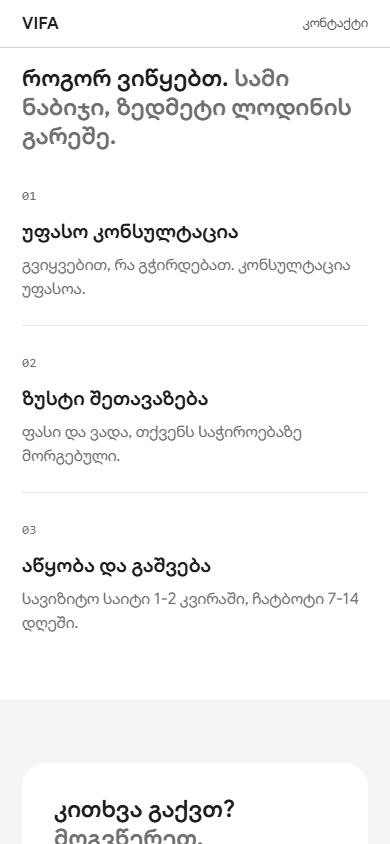 VIFA
კონტაქტი
როგორ ვიწყებთ. სამი
ნაბიჯი, ზედმეტი ლოდინის
გარეშე.
01
უფასო კონსულტაცია
გვიყვებით, რა გჭირდებათ. კონსულტაცია
უფასოა.
02
ზუსტი შეთავაზება
ფასი და ვადა, თქვენს საჭიროებაზე
მორგებული.
03
აწყობა და გაშვება
სავიზიტო საიტი 1-2 კვირაში, ჩატბოტი 7-14
დღეში.
კითხვა გაქვთ?
მოგვწერეთ.